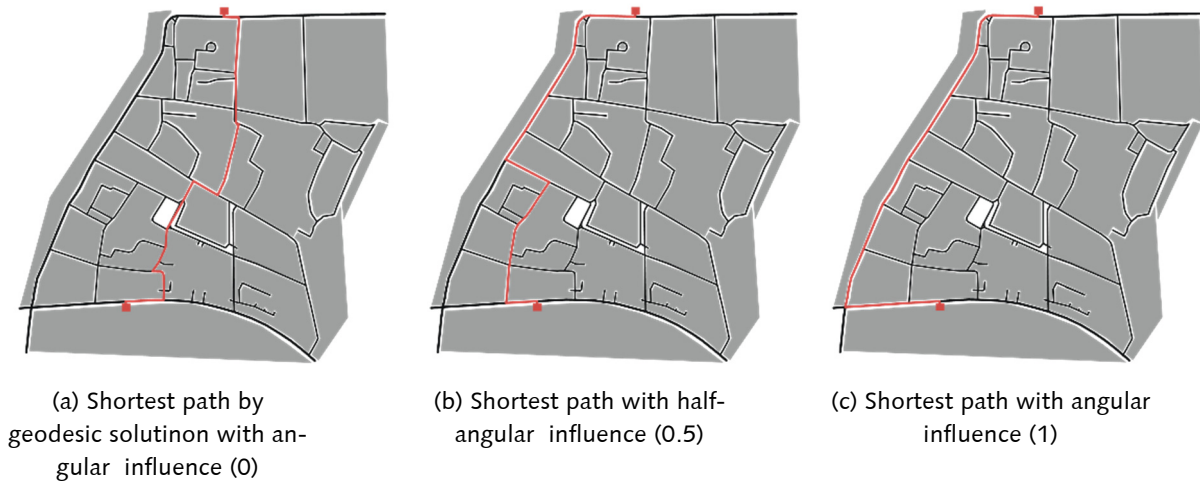 (a) Shortest path by
geodesic solutinon with an-
gular influence (0)
(b) Shortest path with half-
angular influence (0.5)
(c) Shortest path with angular
influence (1)